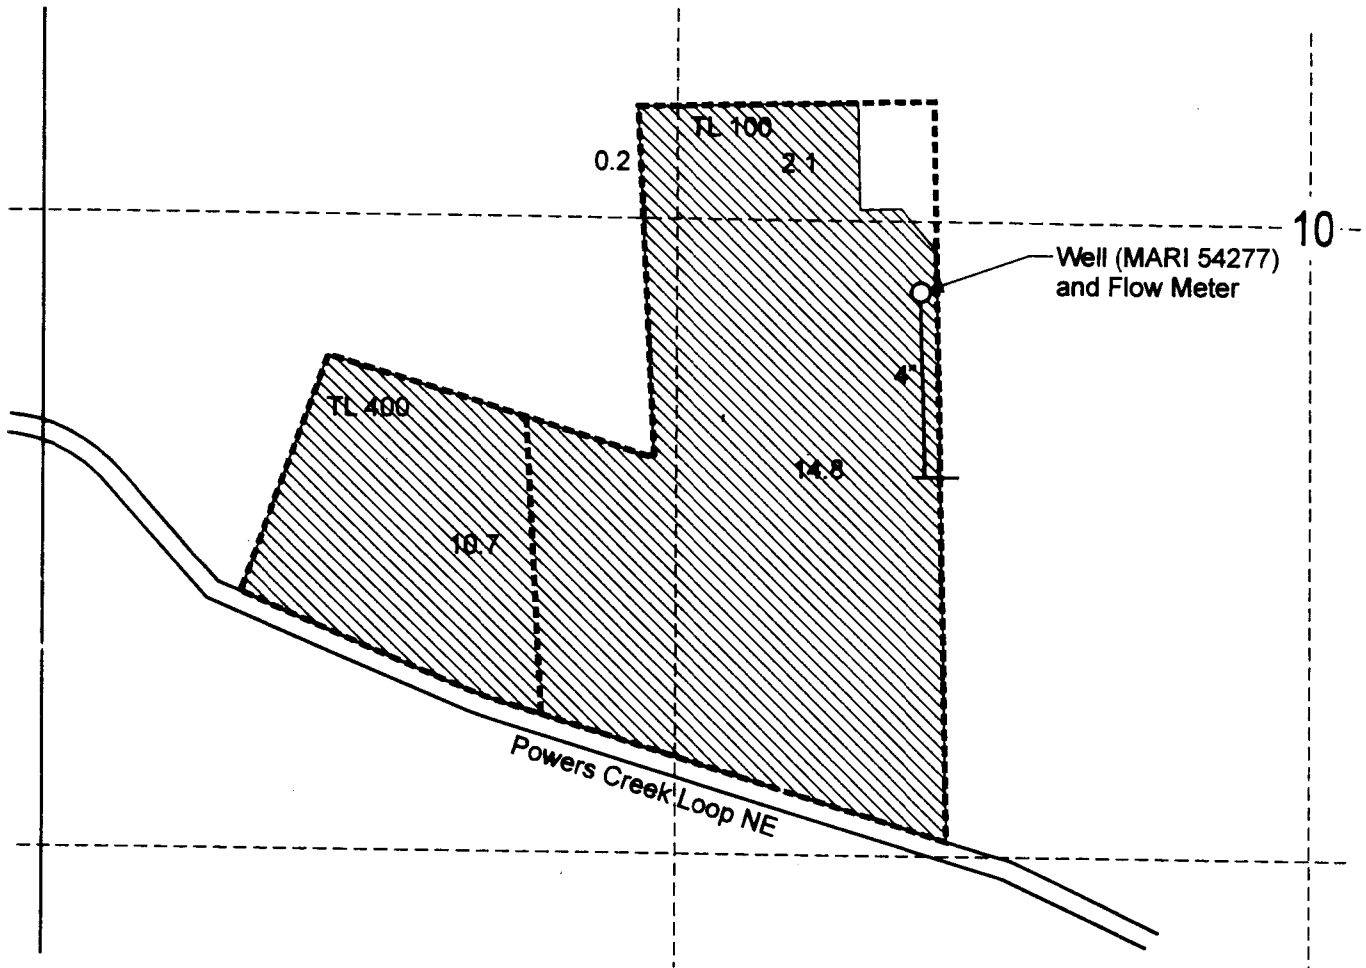 TL 100
0.2
2.1
10
Well (MARI 54277)
and Flow Meter
4"
TL 400
14.8
10.7
Powers Creek Loop NE